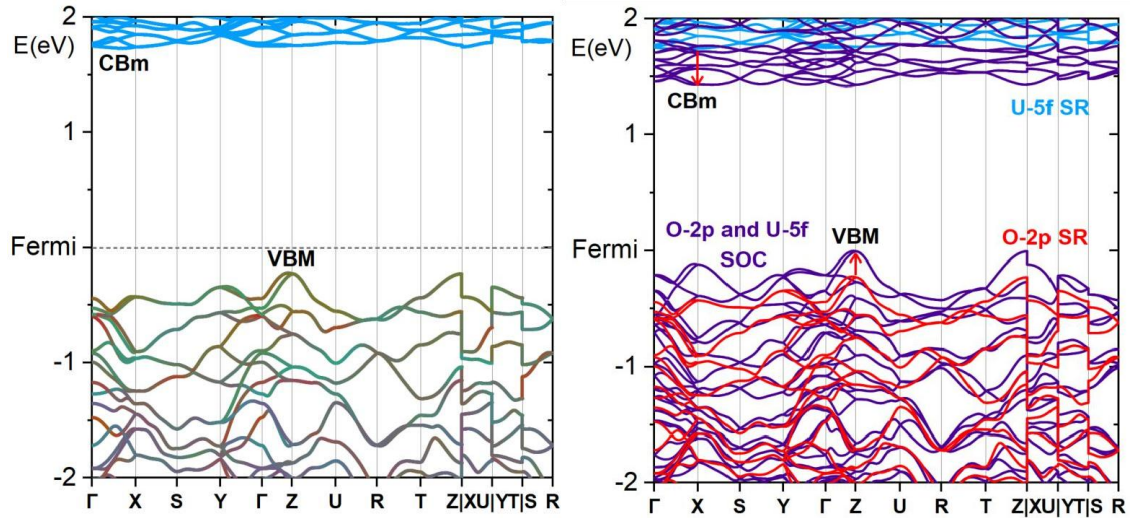 2
E(eV)
CBm
1
Fermi
VBM
-1
-2
Γ X S Y Γ Z U R T Z|XU|YT|S R
2
E(eV)
CBm
U-5f SR
1
O-2p and U-5f
SOC
VBM
O-2p SR
Fermi
-1
-2
Γ X S Y Γ Z U R T Z|XU|YT|S R